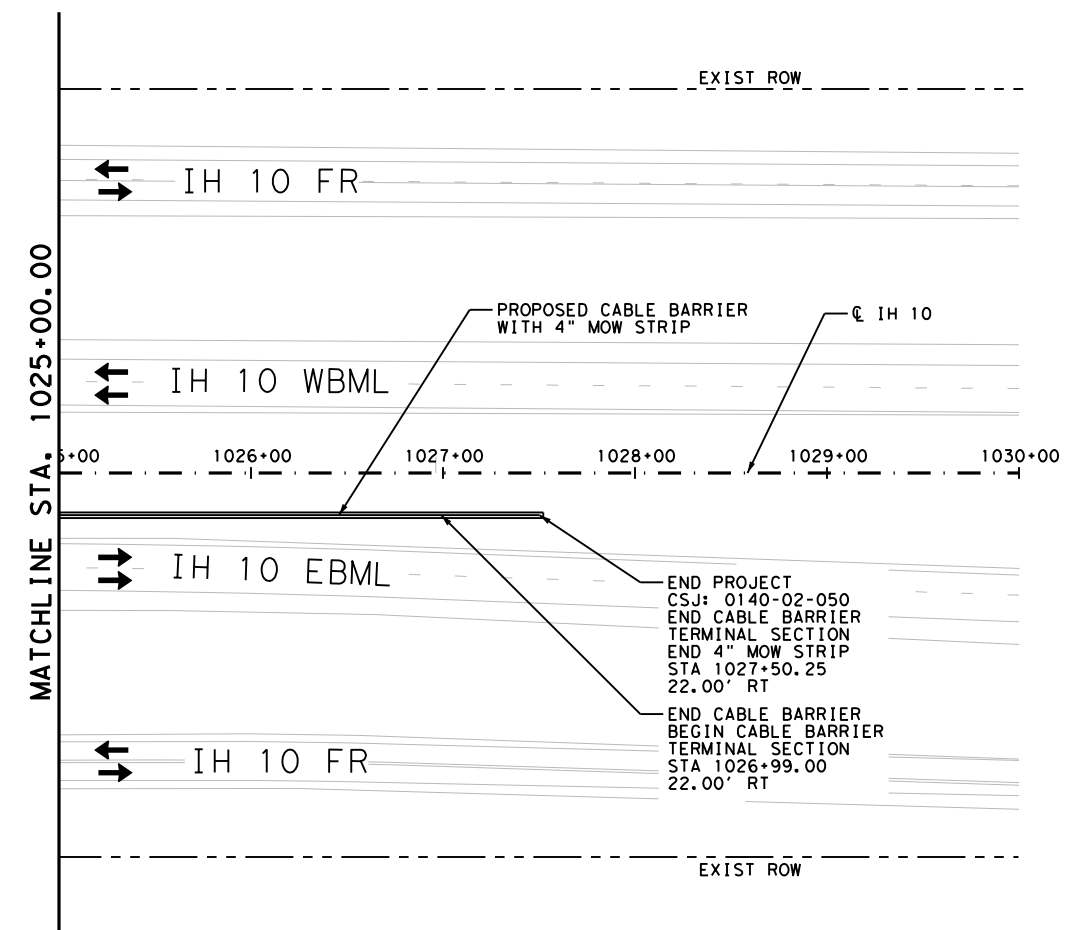 EXIST ROW
IH 10 FR
MATCHLINE STA. 1025+00.00
PROPOSED CABLE BARRIER
WITH 4" MOW STRIP
℄ IH 10
IH 10 WBML
5+00
1026+00
1027+00
1028+00
1029+00
1030+00
IH 10 EBML
END PROJECT
CSJ: 0140-02-050
END CABLE BARRIER
TERMINAL SECTION
END 4" MOW STRIP
STA 1027+50.25
22.00' RT
END CABLE BARRIER
BEGIN CABLE BARRIER
TERMINAL SECTION
STA 1026+99.00
22.00' RT
IH 10 FR
EXIST ROW